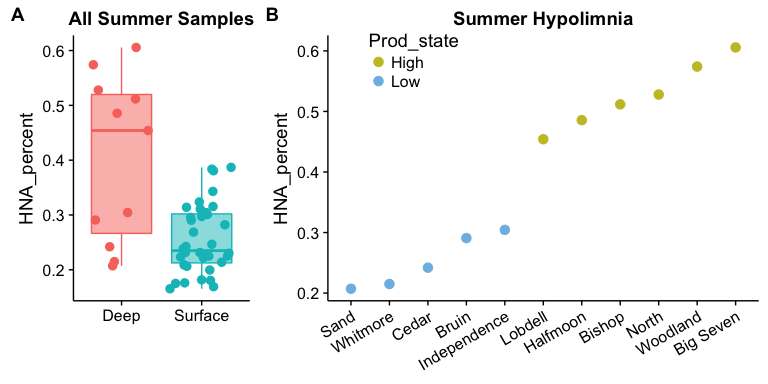 A
All Summer Samples
HNA_percent
0.6
0.5
0.4
0.3
0.2
Deep
Surface
B
Summer Hypolimnia
Prod_state
High
Low
HNA_percent
0.6
0.5
0.4
0.3
0.2
Sand
Whitmore
Cedar
Bruin
Independence
Lobdell
Halfmoon
Bishop
North
Woodland
Big Seven